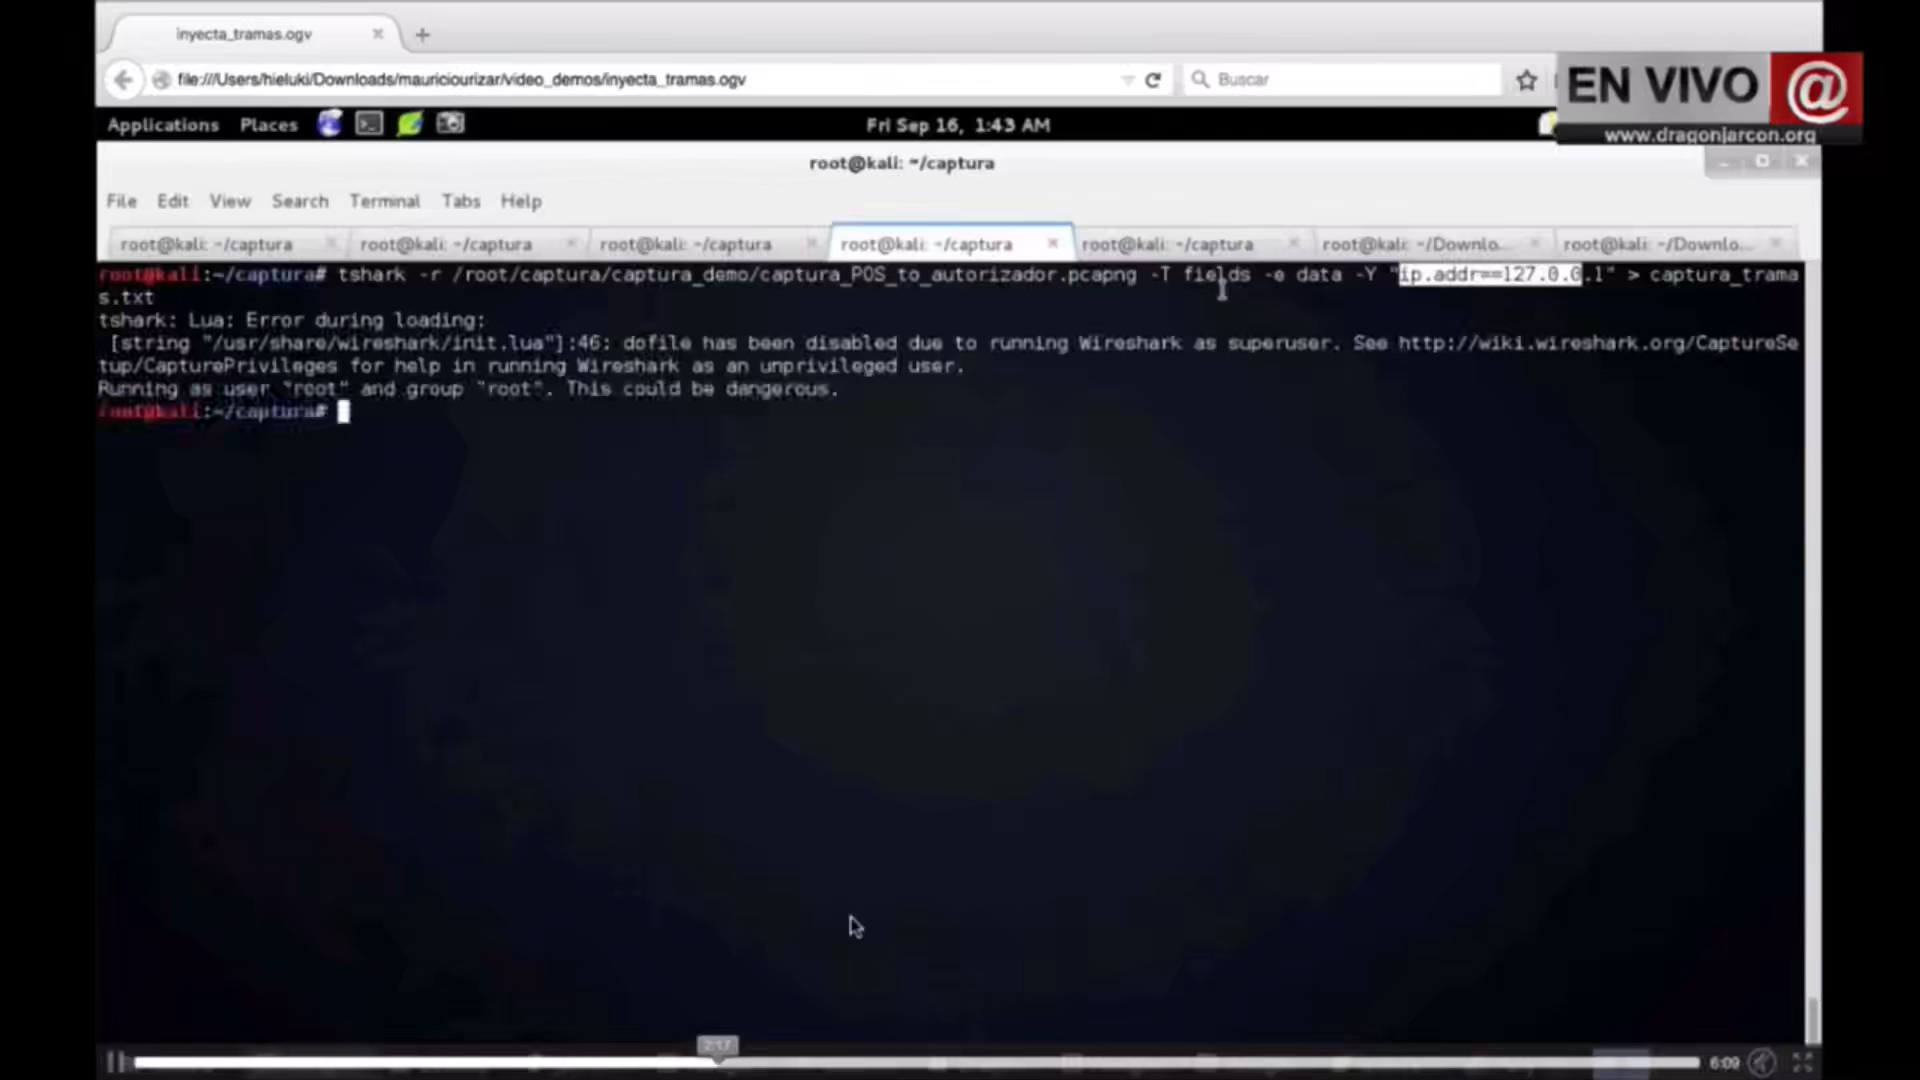 inyecta_tramas.ogv
file:///Users/hieluki/Downloads/mauriciourizar/video_demos/inyecta_tramas.ogv
Buscar
EN VIVO @
www.dragonjarcon.org
Applications Places Fri Sep 16, 1:43 AM
root@kali: ~/captura
File Edit View Search Terminal Tabs Help
root@kali: ~/captura root@kali: ~/captura root@kali: ~/captura root@kali: ~/captura root@kali: ~/captura root@kali: ~/Downlo... root@kali: ~/Downlo...
root@kali:~/captura# tshark -r /root/captura/captura_demo/captura_POS_to_autorizador.pcapng -T fields -e data -Y "ip.addr==127.0.0.1" > captura_trama
s.txt
tshark: Lua: Error during loading:
[string "/usr/share/wireshark/init.lua"]:46: dofile has been disabled due to running Wireshark as superuser. See http://wiki.wireshark.org/CaptureSe
tup/CapturePrivileges for help in running Wireshark as an unprivileged user.
Running as user "root" and group "root". This could be dangerous.
root@kali:~/captura#
2:17
6:09